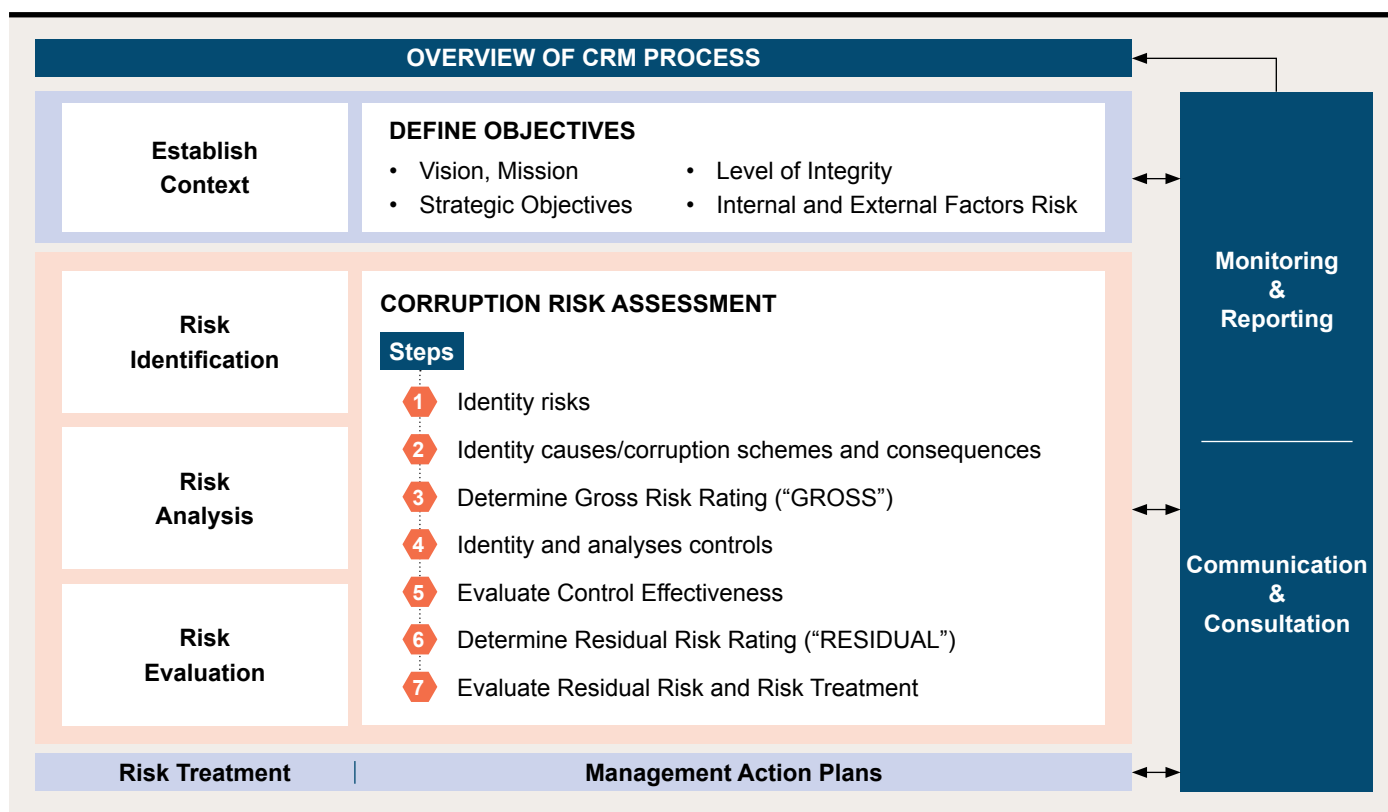 OVERVIEW OF CRM PROCESS
Establish
Context
DEFINE OBJECTIVES
• Vision, Mission
• Strategic Objectives
• Level of Integrity
• Internal and External Factors Risk
Risk
Identification
Risk
Analysis
Risk
Evaluation
CORRUPTION RISK ASSESSMENT
Steps
1 Identity risks
2 Identity causes/corruption schemes and consequences
3 Determine Gross Risk Rating (“GROSS”)
4 Identity and analyses controls
5 Evaluate Control Effectiveness
6 Determine Residual Risk Rating (“RESIDUAL”)
7 Evaluate Residual Risk and Risk Treatment
Risk Treatment | Management Action Plans
Monitoring
&
Reporting
Communication
&
Consultation